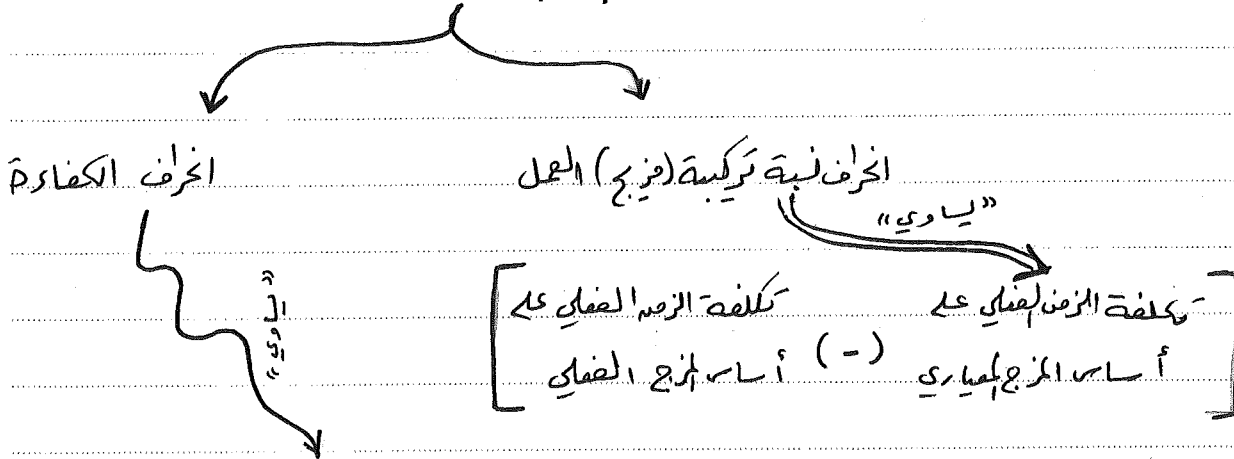 انحراف نسبة تركيبة (مزيج) العمل
انحراف الكفاءة
"يساوي"
"يساوي"
[ تكلفة الزمن الفعلي على أساس المزج المعياري (-) تكلفة الزمن الفعلي على أساس المزج الفعلي ]